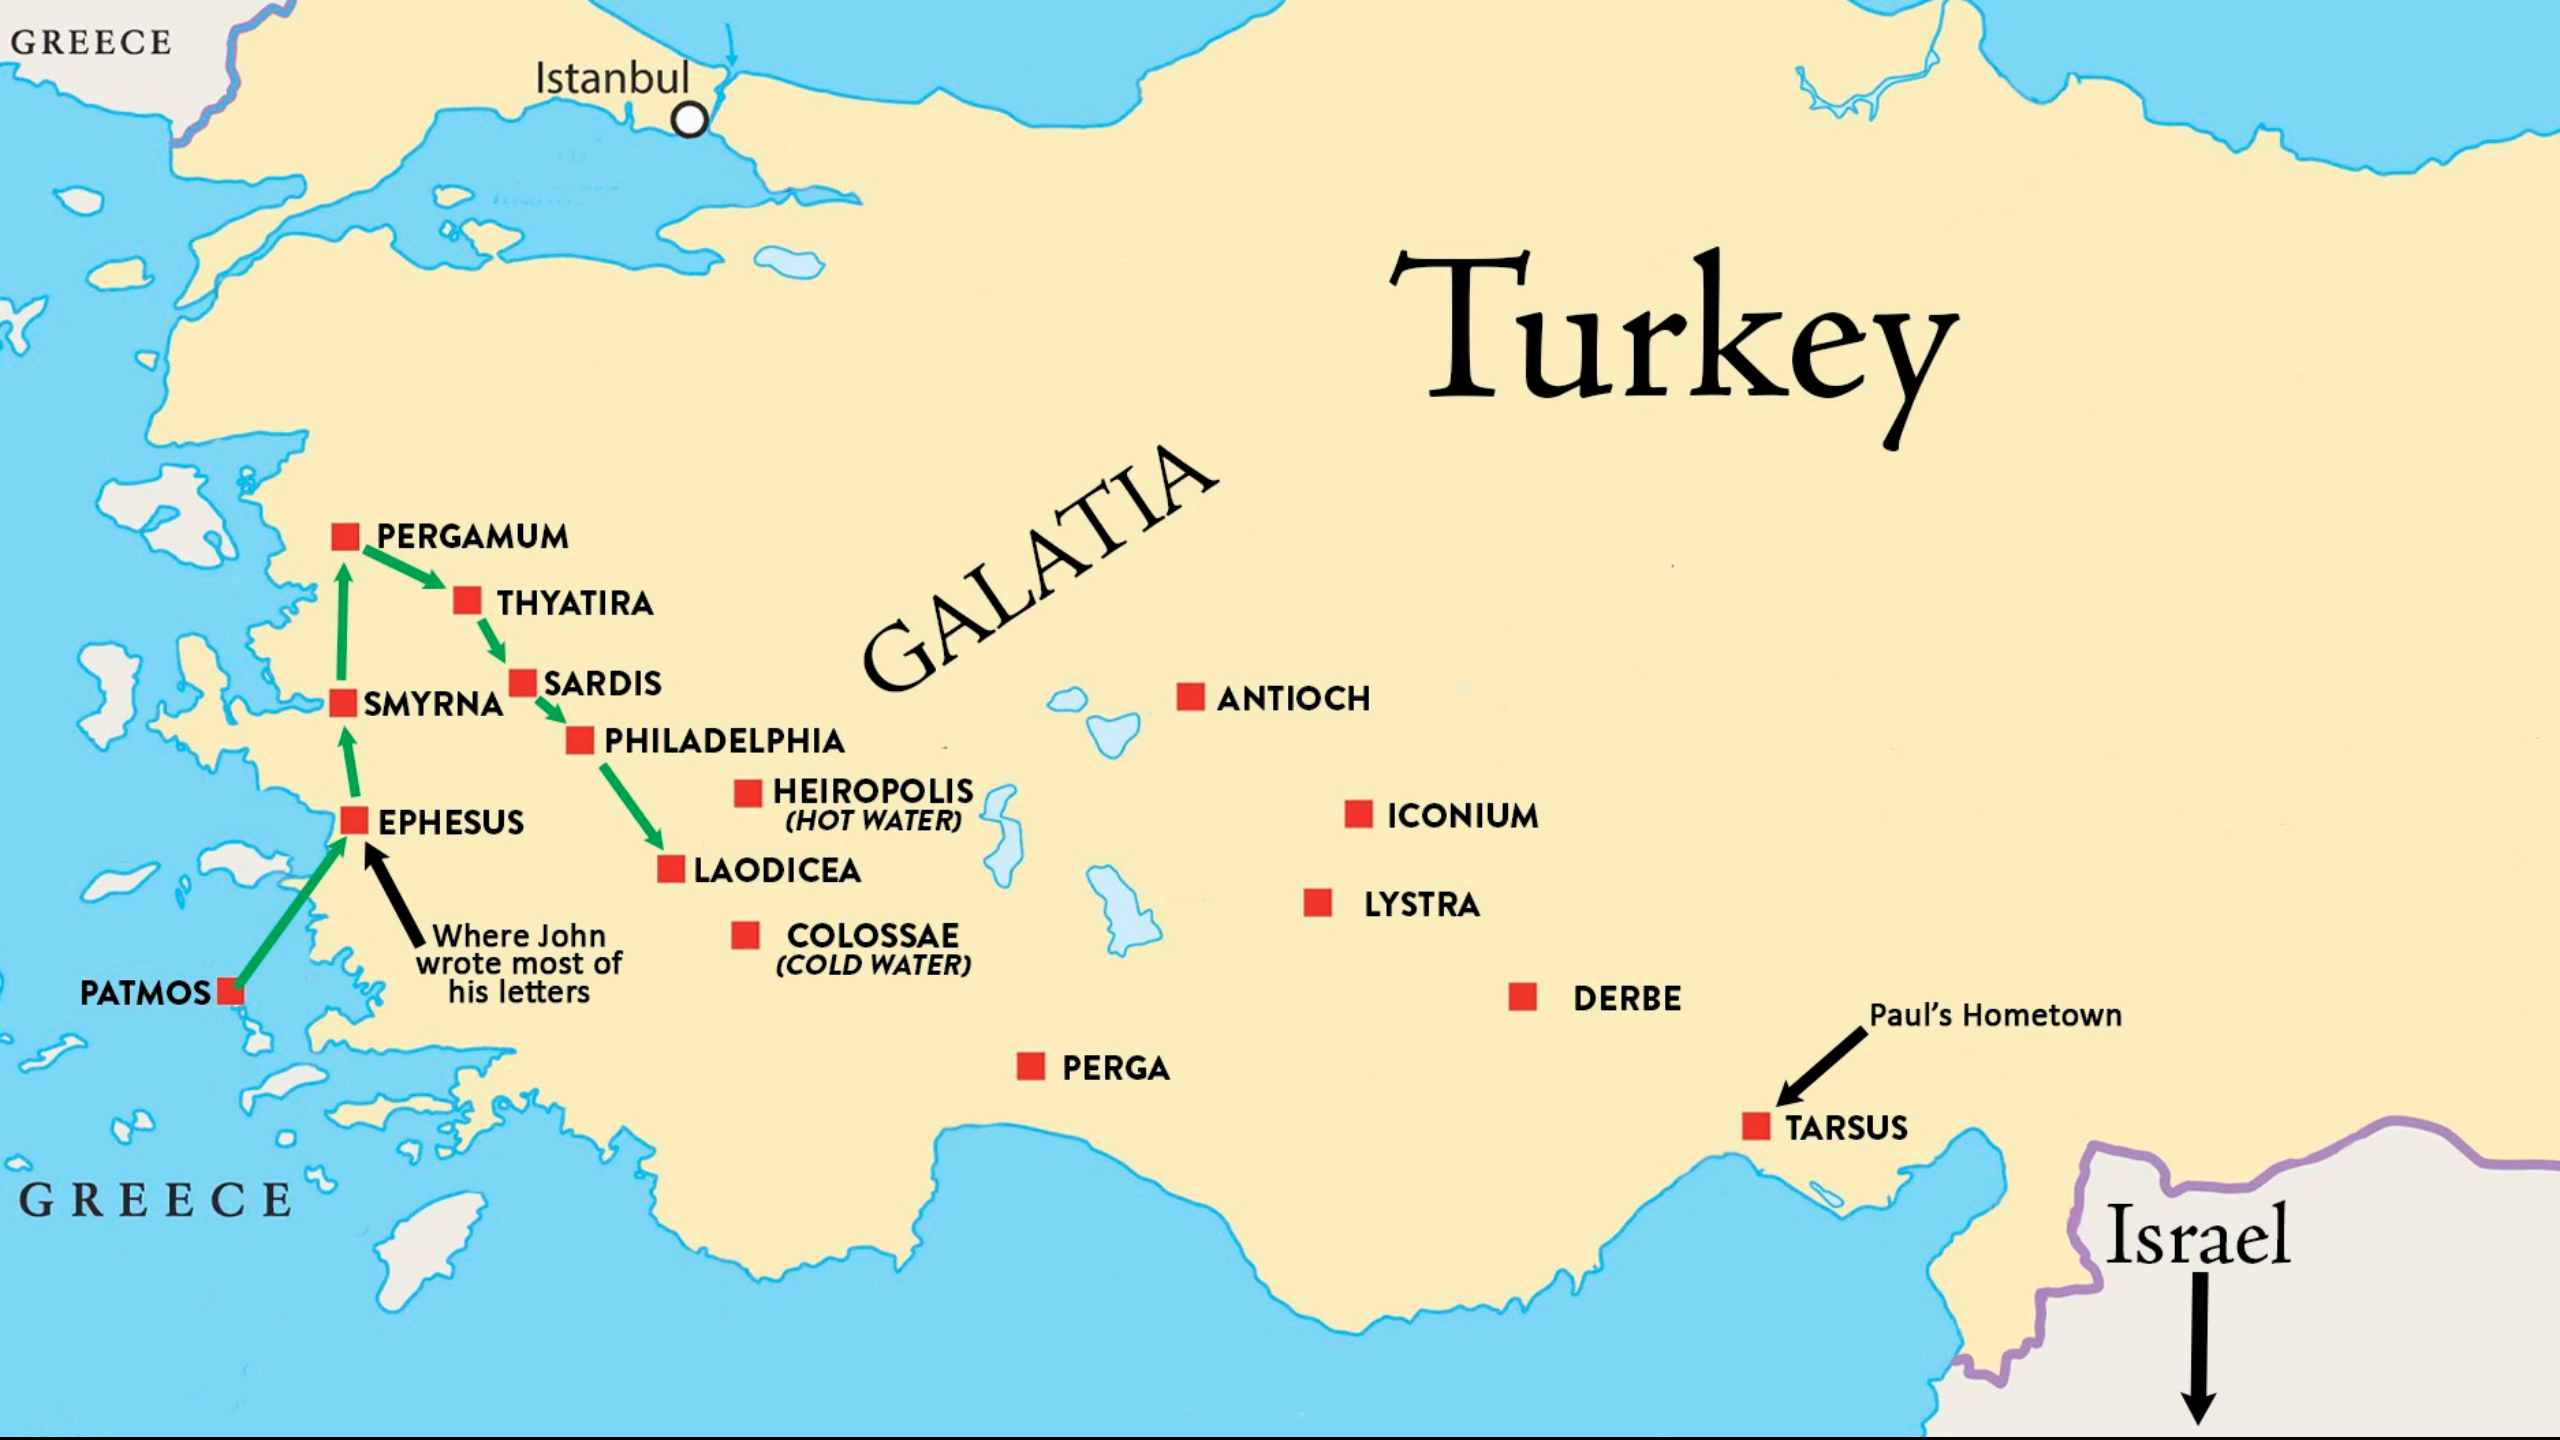 GREECE
Istanbul
Turkey
GALATIA
PERGAMUM
THYATIRA
SARDIS
SMYRNA
ANTIOCH
PHILADELPHIA
HEIROPOLIS
(HOT WATER)
ICONIUM
EPHESUS
LAODICEA
LYSTRA
Where John
wrote most of
his letters
COLOSSAE
(COLD WATER)
PATMOS
DERBE
Paul's Hometown
PERGA
TARSUS
GREECE
Israel